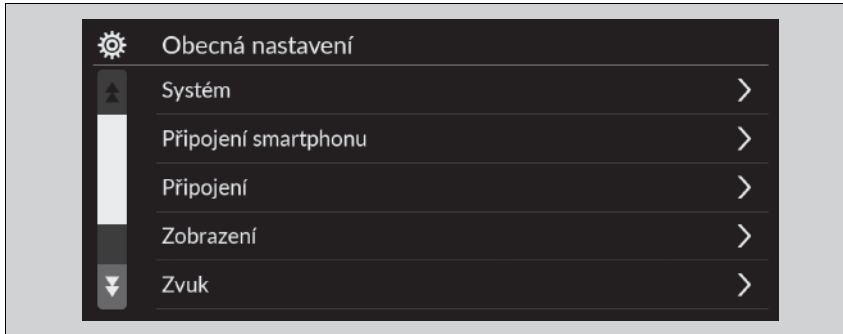 Obecná nastavení
Systém
Připojení smartphonu
Připojení
Zobrazení
Zvuk